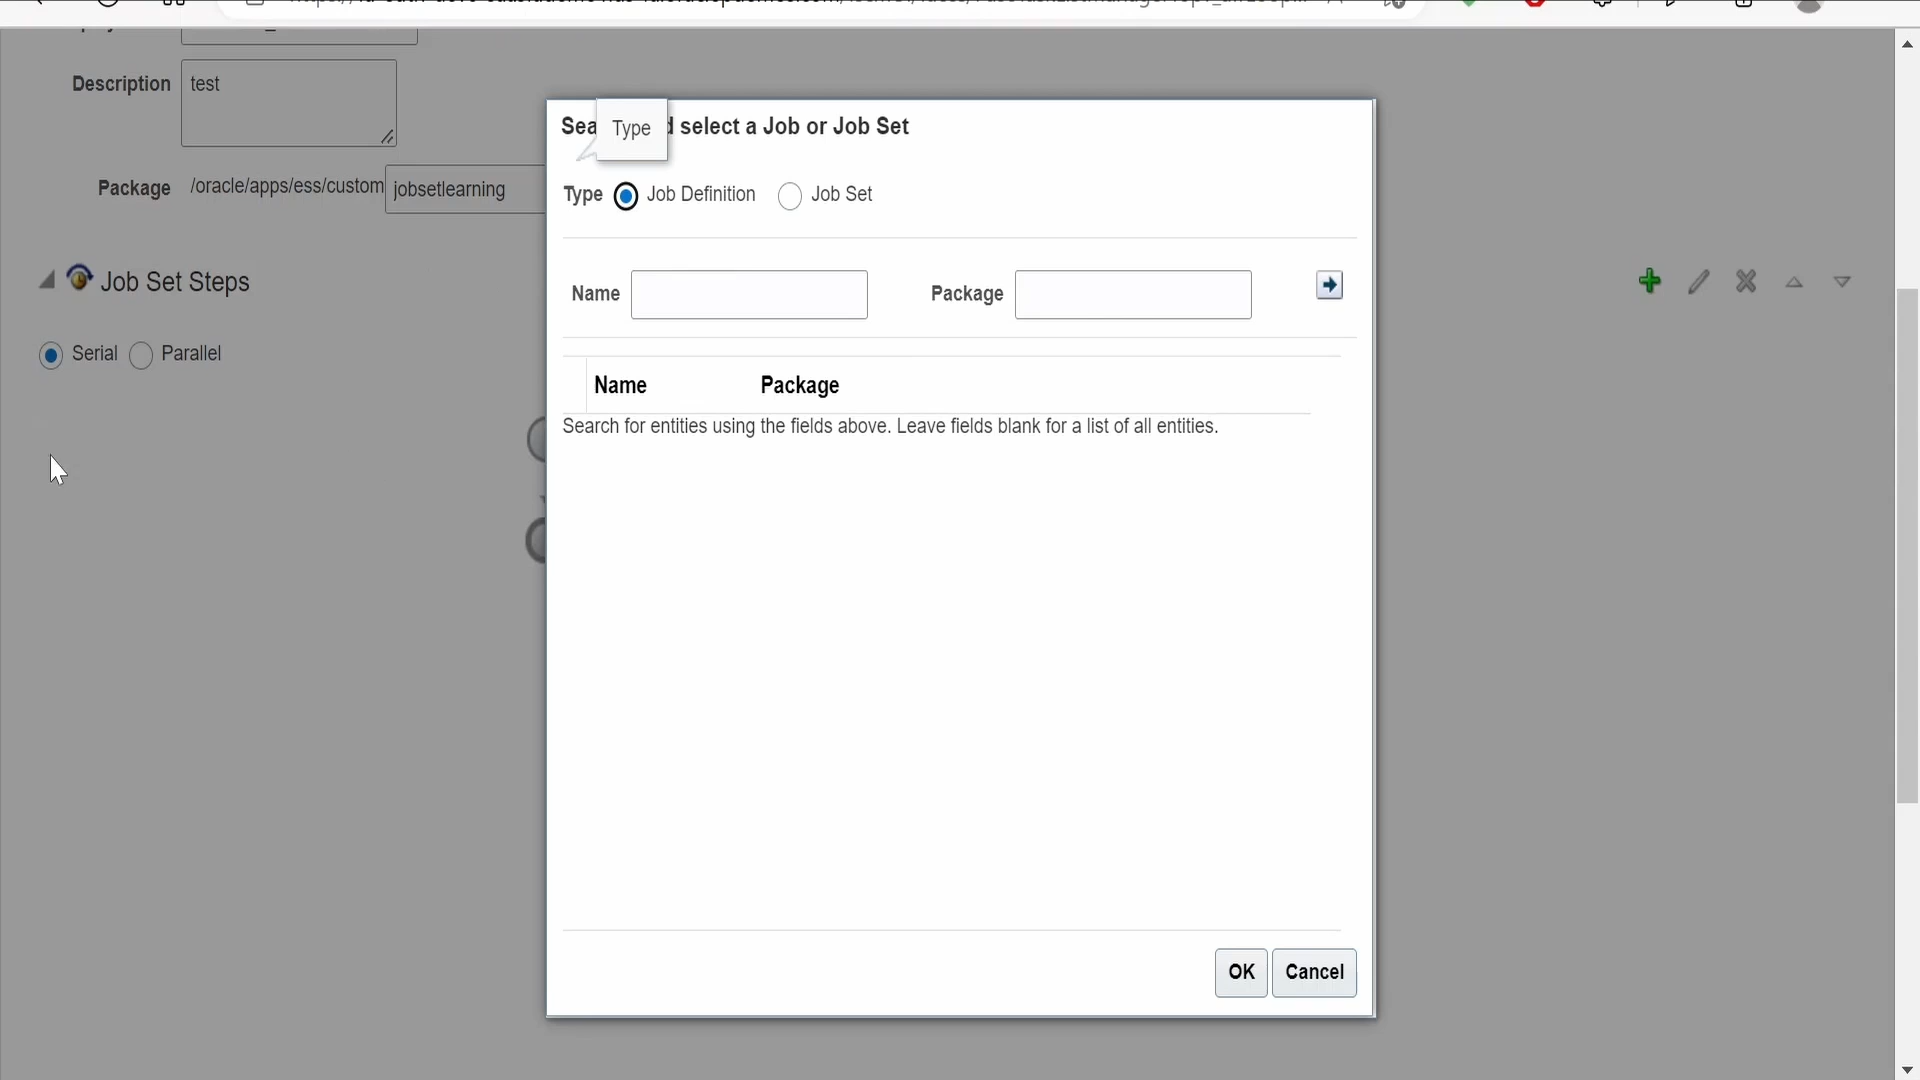 Description test
Package /oracle/apps/ess/custom jobsetlearning
Job Set Steps
Serial Parallel
Type
select a Job or Job Set
Type Job Definition Job Set
Name Package
Name Package
Search for entities using the fields above. Leave fields blank for a list of all entities.
OK Cancel